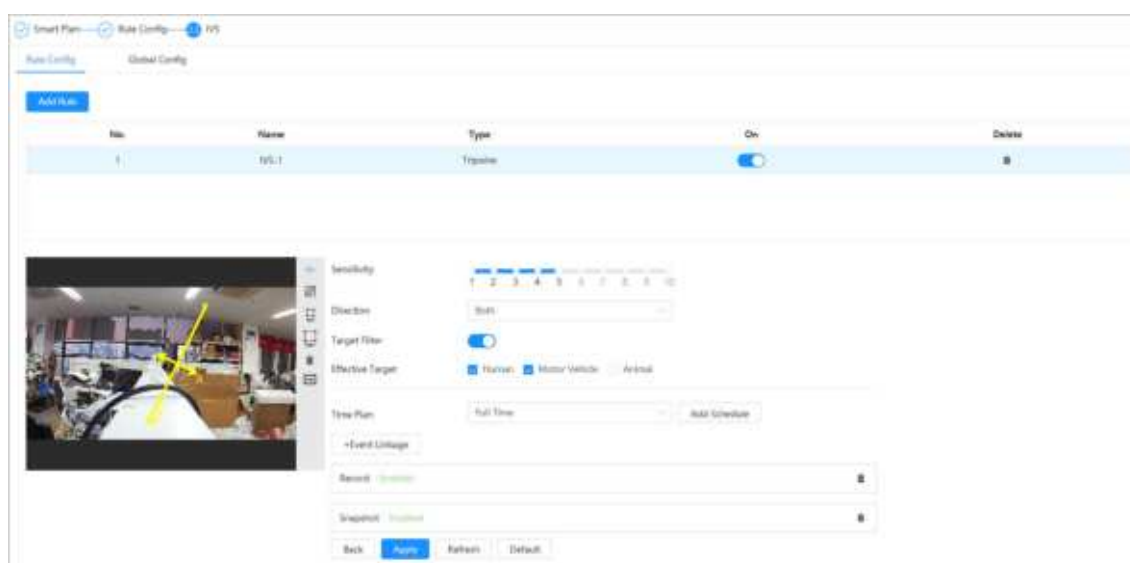 Smart Plan Rule Config IVS
Rule Config Global Config
Add Rule
No. Name Type On Delete
1 IVS-1 Tripwire
Sensitivity
1 2 3 4 5 6 7 8 9 10
Direction Both
Target Filter
Effective Target Human Motor Vehicle Animal
Time Plan Full Time Add Schedule
+Event Linkage
Record Enabled
Snapshot Enabled
Back Apply Refresh Default